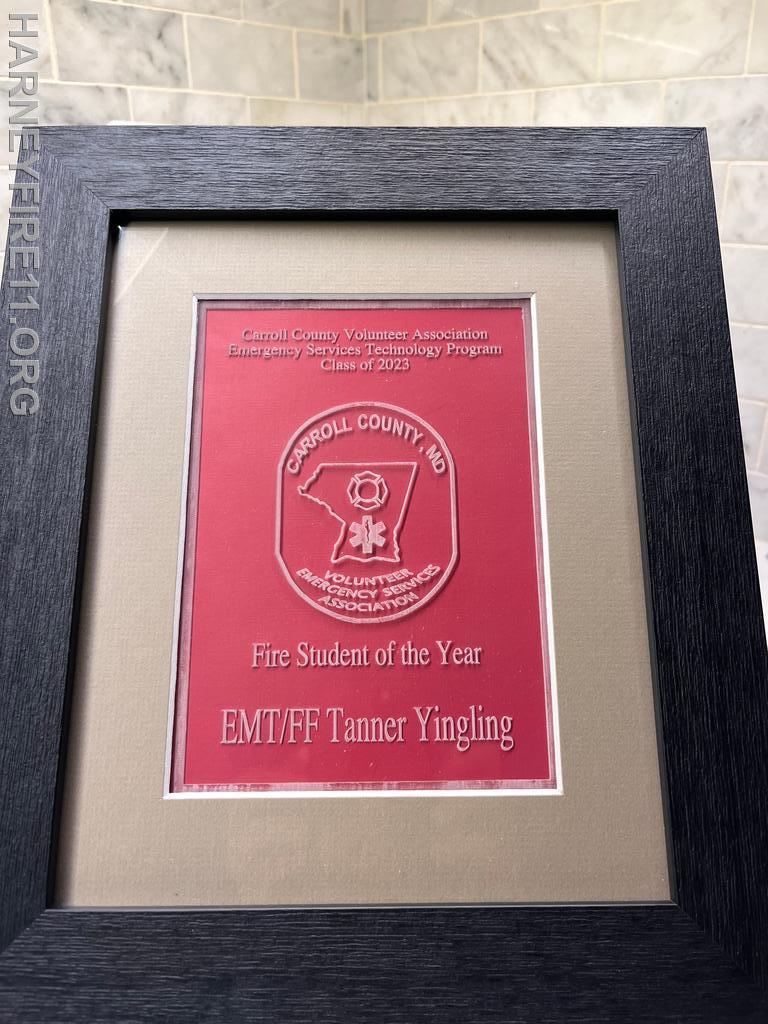 HARNEYFIRE11.ORG
Carroll County Volunteer Association
Emergency Services Technology Program
Class of 2023
CARROLL COUNTY, MD
VOLUNTEER
EMERGENCY SERVICES
ASSOCIATION
Fire Student of the Year
EMT/FF Tanner Yingling